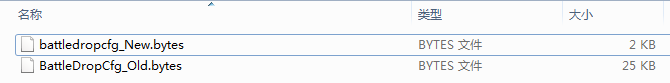 名称 类型 大小
battledropcfg_New.bytes BYTES 文件 2 KB
BattleDropCfg_Old.bytes BYTES 文件 25 KB